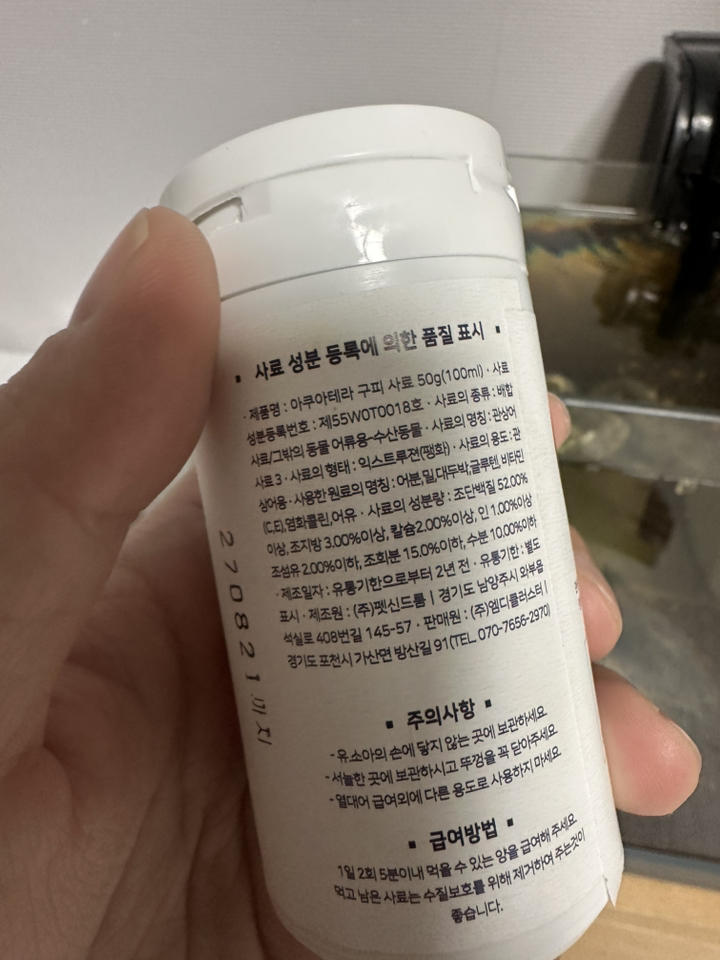 ▪ 사료 성분 등록에 의한 품질 표시 ▪
· 제품명 : 아쿠아테라 구피 사료 50g(100ml) · 사료
성분등록번호 : 제55W0T0018호 · 사료의 종류 : 배합
사료/그밖의 동물 어류용-수산동물 · 사료의 명칭 : 관상어
사료 3 · 사료의 형태 : 익스트루젼(팽화) · 사료의 용도 : 관
상어용 · 사용한 원료의 명칭 : 어분,밀,대두박,글루텐, 비타민
(C,E),염화콜린,어유 · 사료의 성분량 : 조단백질 52.00%
이상, 조지방 3.00%이상, 칼슘2.00%이상, 인 1.00%이상
조섬유 2.00%이하, 조회분 15.0%이하, 수분 10.00%이하
· 제조일자 : 유통기한으로부터 2년 전 · 유통기한 : 별도
표시 · 제조원 : (주)펫신드룸 | 경기도 남양주시 와부읍
석실로 408번길 145-57 · 판매원 : (주)엠디클러스터 |
경기도 포천시 가산면 방산길 91(TEL. 070-7656-2970)
270821까지
▪ 주의사항 ▪
- 유,소아의 손에 닿지 않는 곳에 보관하세요
- 서늘한 곳에 보관하시고 뚜껑을 꼭 닫아주세요
- 열대어 급여외에 다른 용도로 사용하지 마세요
▪ 급여방법 ▪
1일 2회 5분이내 먹을 수 있는 양을 급여해 주세요
먹고 남은 사료는 수질보호를 위해 제거하여 주는것이
좋습니다.